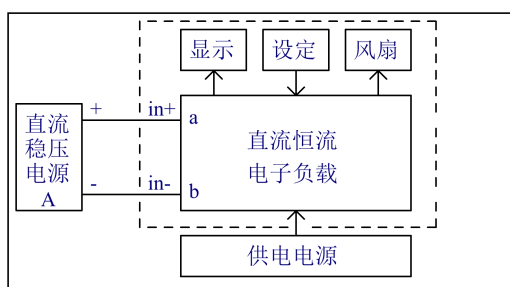 显示
设定
风扇
+
in+
a
直流
稳压
电源
A
直流恒流
电子负载
-
in-
b
供电电源